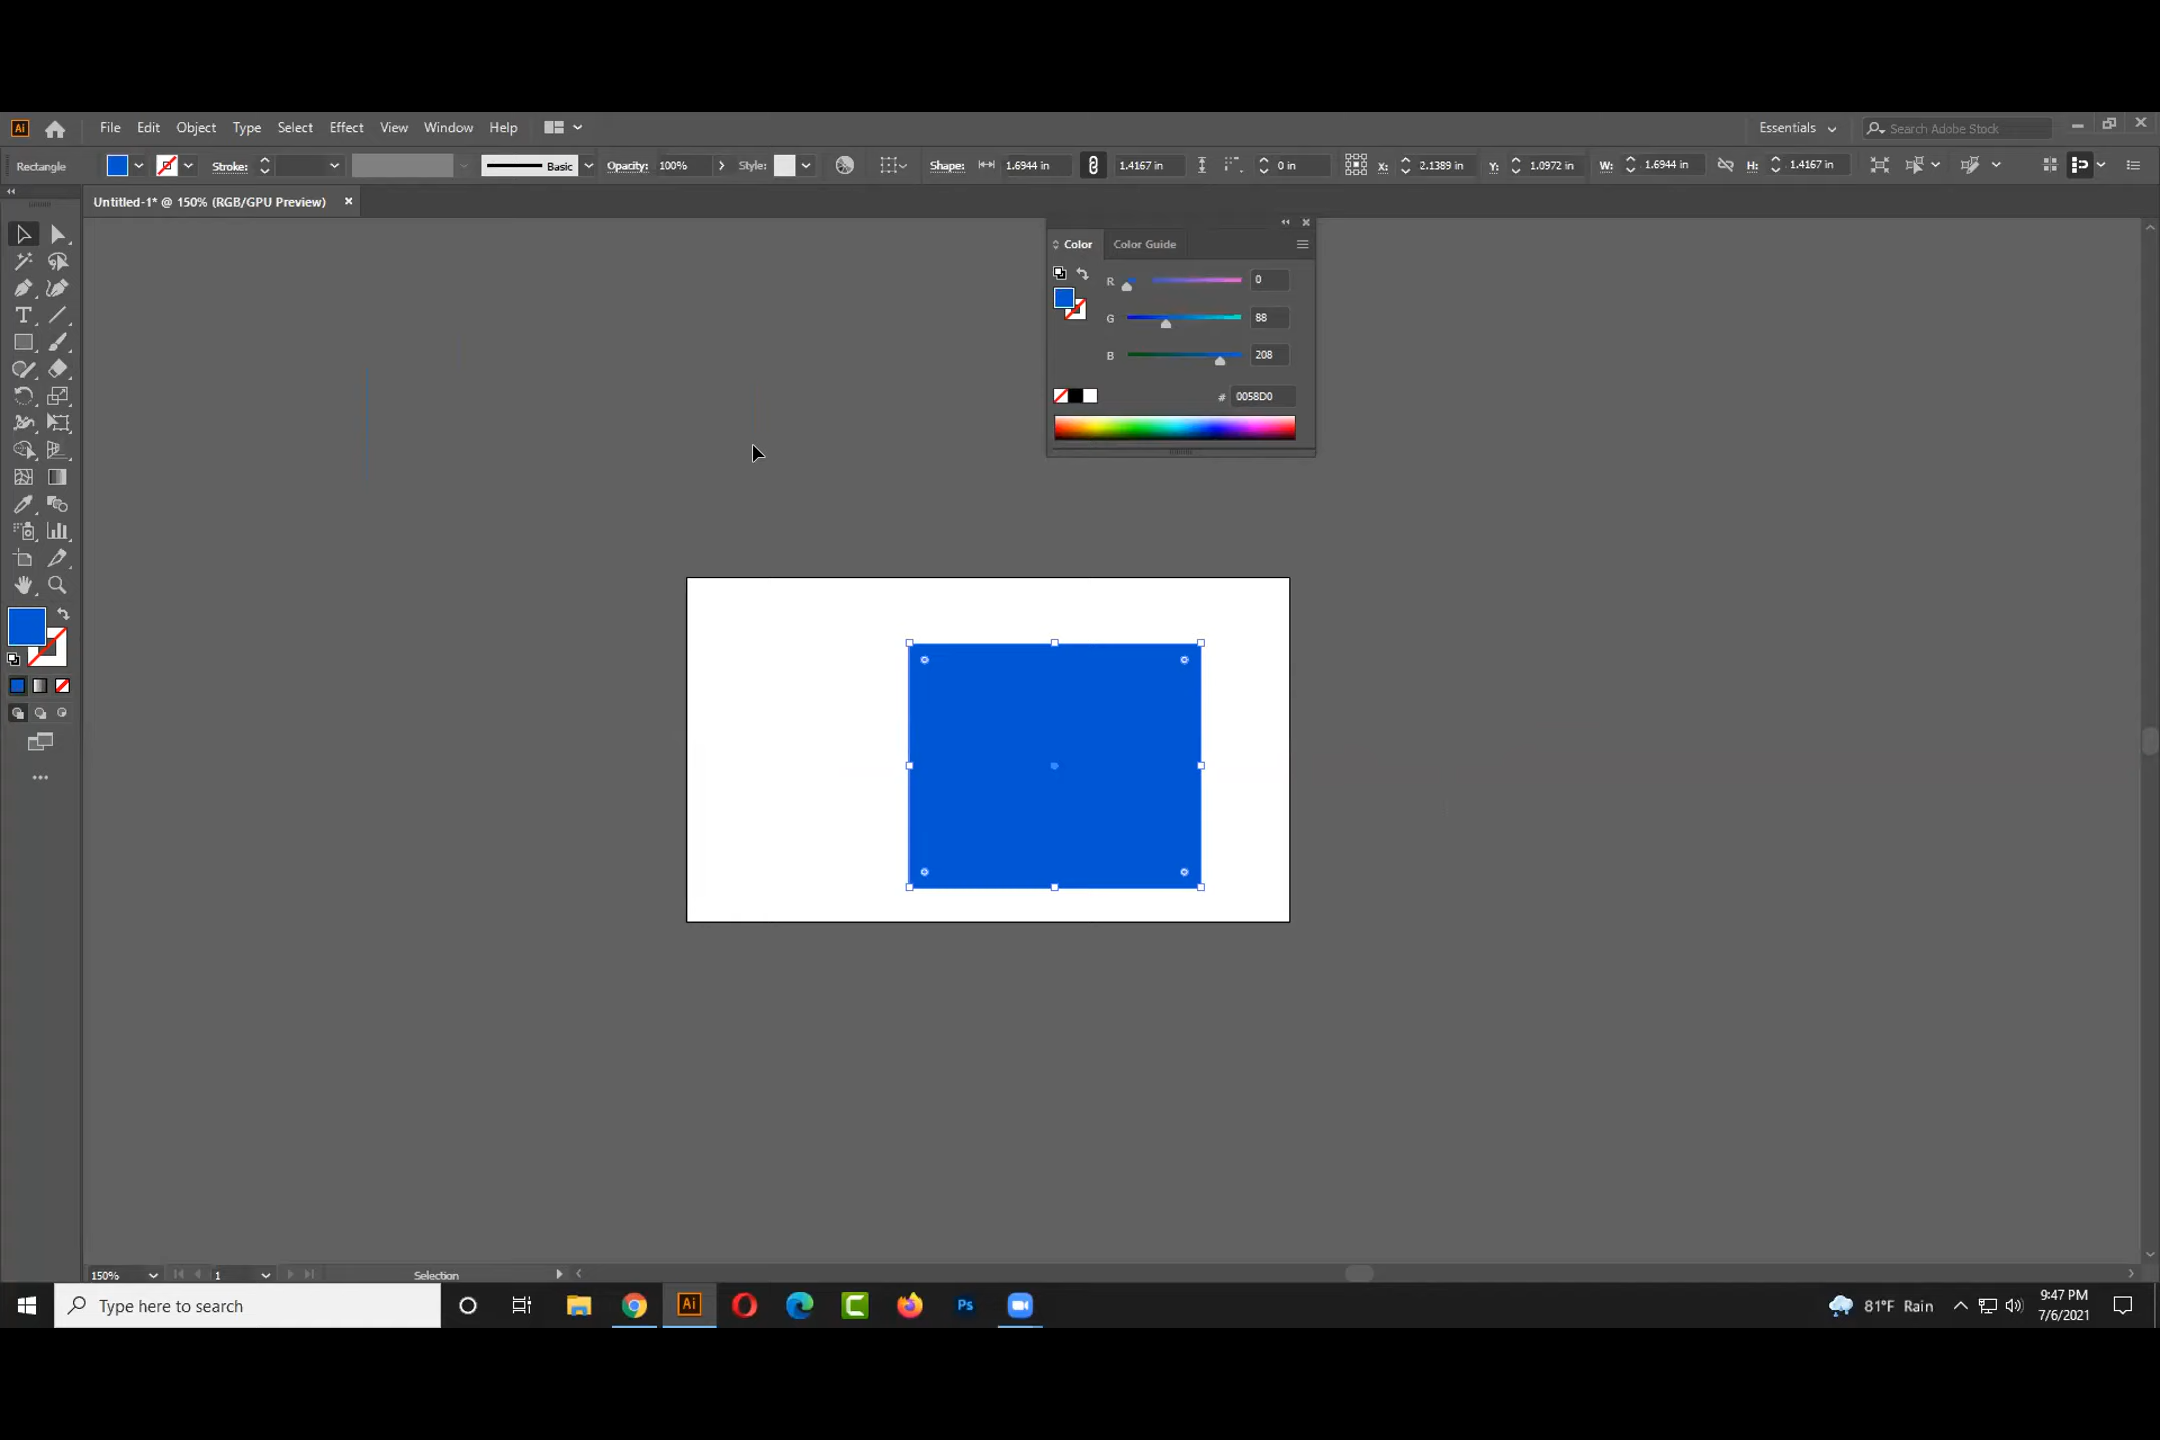 Ai File Edit Object Type Select Effect View Window Help Essentials Search Adobe Stock
Rectangle Stroke: Basic Opacity: 100% Style: Shape: 1.6944 in 1.4167 in 0 in X: 2.1389 in Y: 1.0972 in W: 1.6944 in H: 1.4167 in
Untitled-1* @ 150% (RGB/GPU Preview)
Color Color Guide
R 0
G 88
B 208
# 0058D0
150% 1 Selection
Type here to search Ai Ps 81°F Rain 9:47 PM
7/6/2021